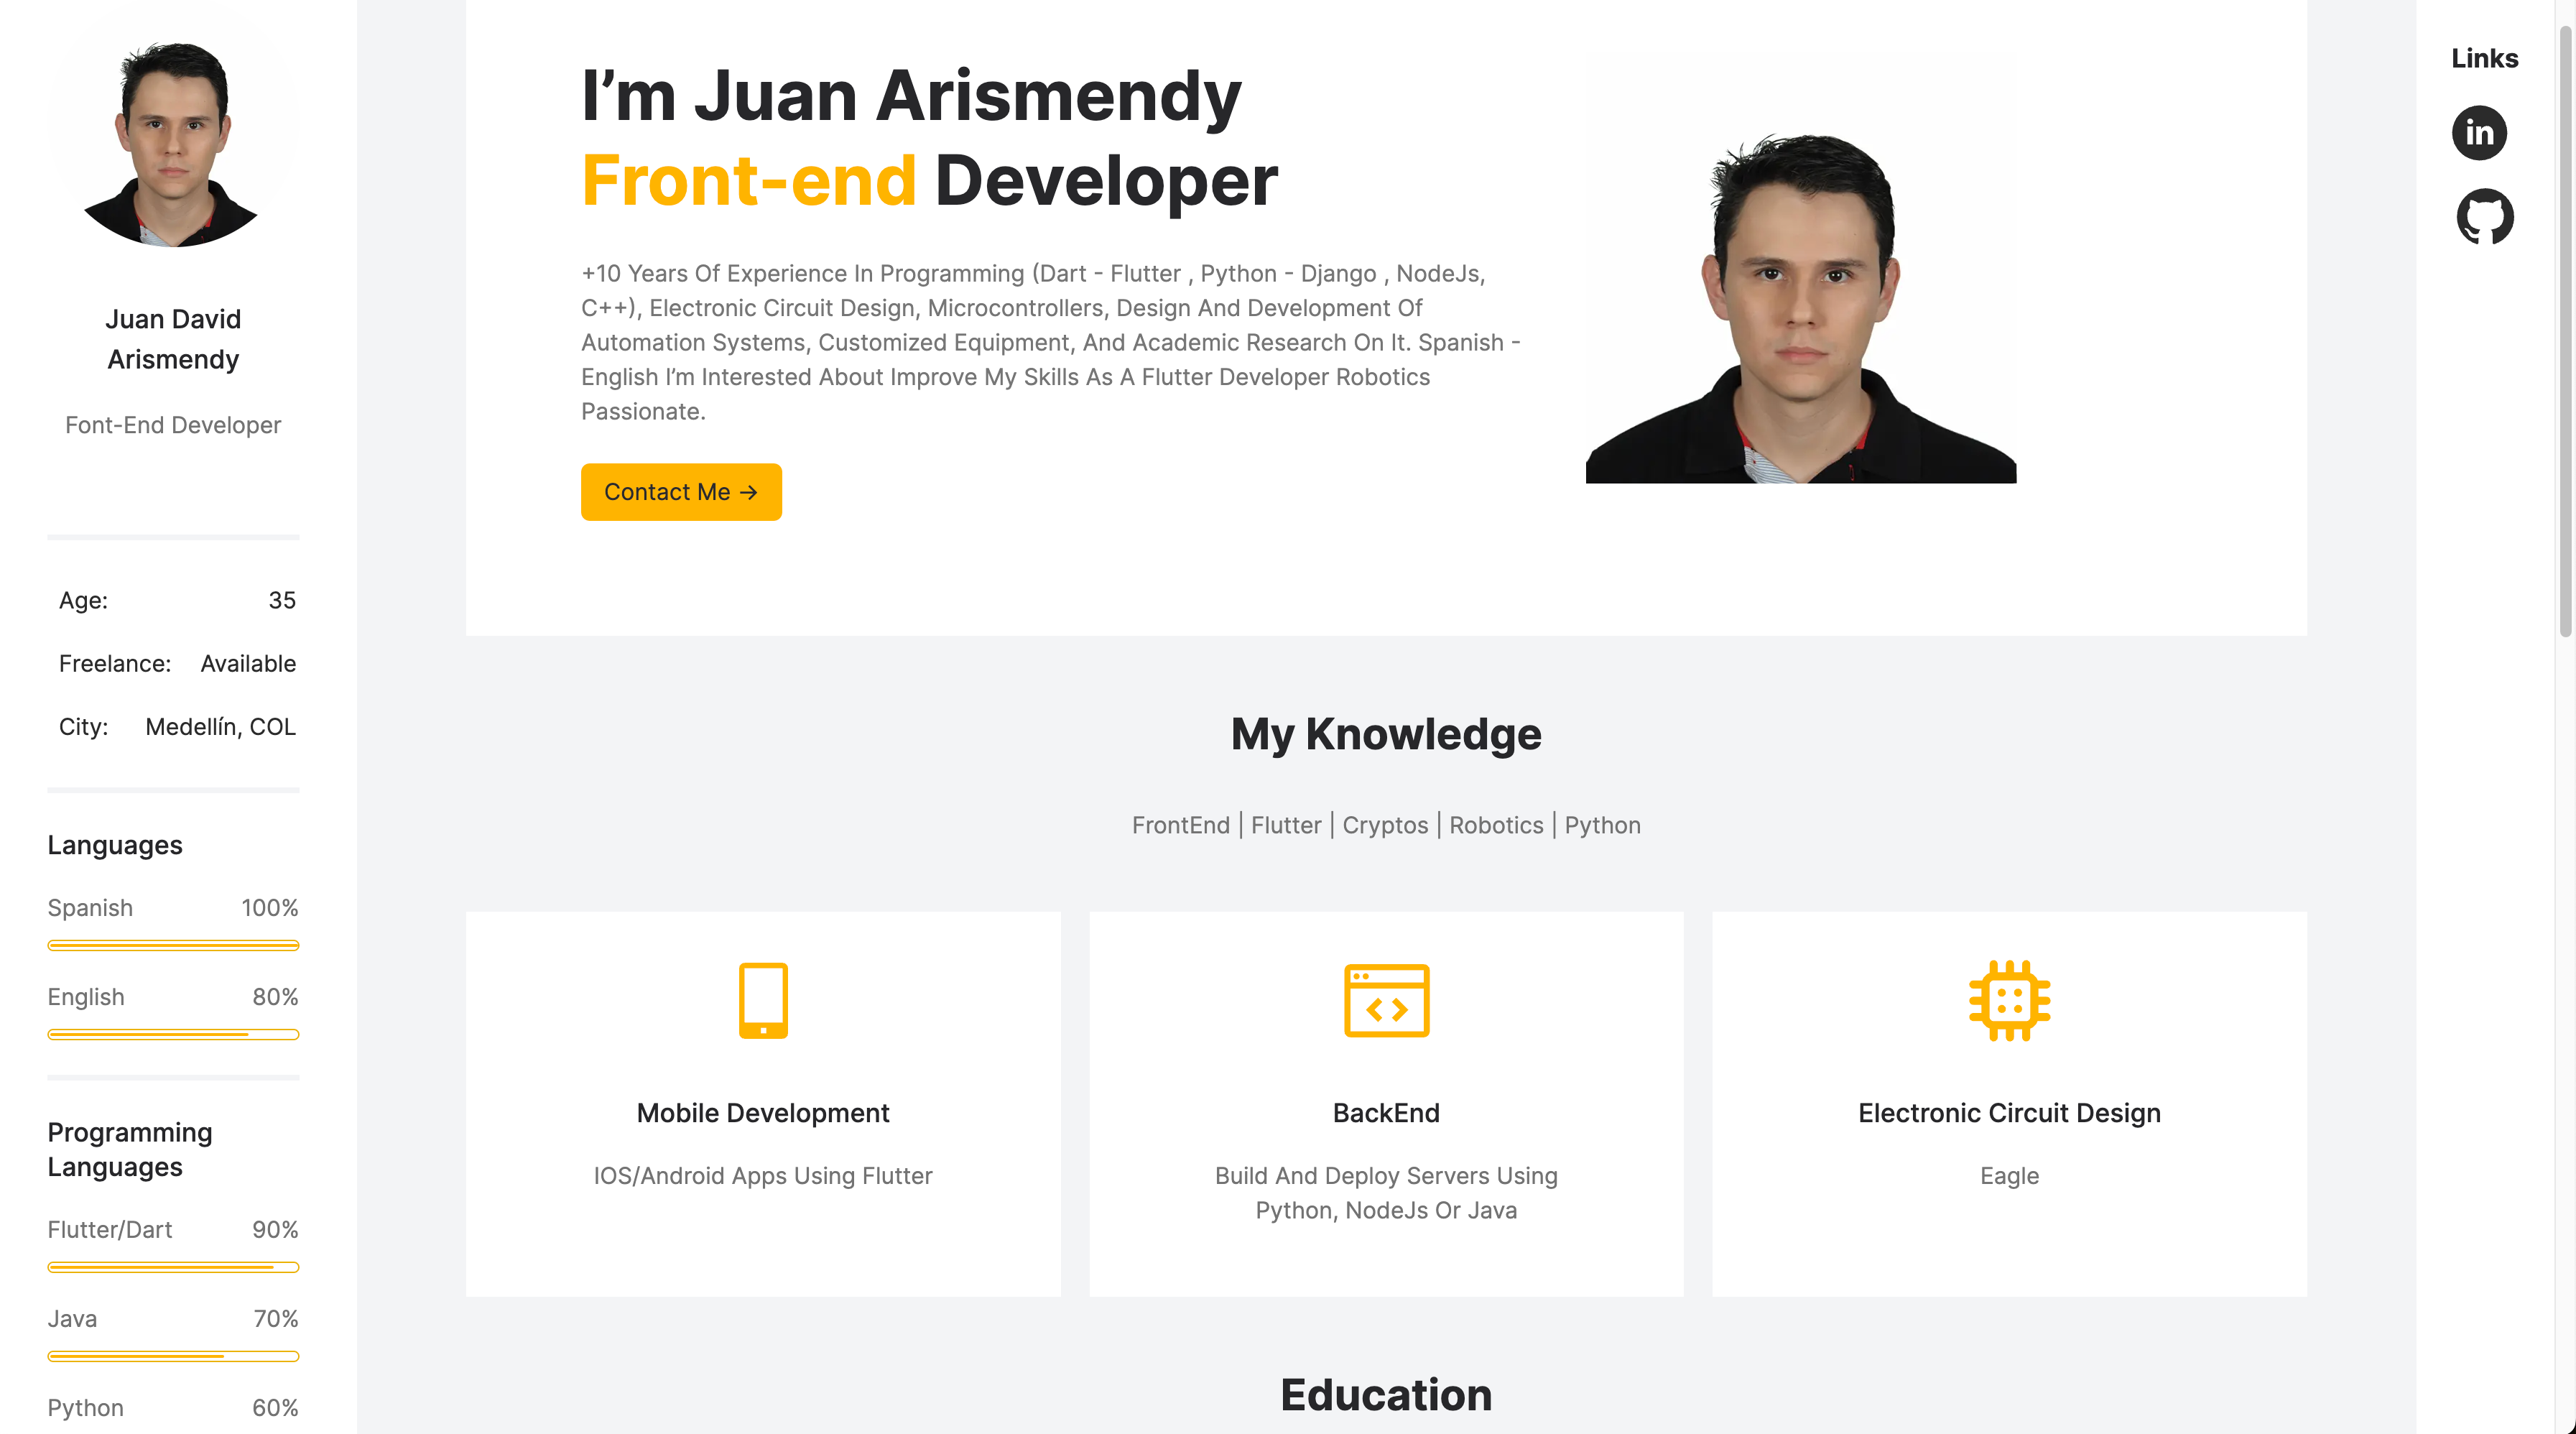 Juan David
Arismendy
Font-End Developer
Age: 35
Freelance: Available
City: Medellín, COL
Languages
Spanish 100%
English 80%
Programming
Languages
Flutter/Dart 90%
Java 70%
Python 60%
I’m Juan Arismendy
Front-end Developer
+10 Years Of Experience In Programming (Dart - Flutter , Python - Django , NodeJs,
C++), Electronic Circuit Design, Microcontrollers, Design And Development Of
Automation Systems, Customized Equipment, And Academic Research On It. Spanish -
English I’m Interested About Improve My Skills As A Flutter Developer Robotics
Passionate.
Contact Me →
My Knowledge
FrontEnd | Flutter | Cryptos | Robotics | Python
Mobile Development
IOS/Android Apps Using Flutter
BackEnd
Build And Deploy Servers Using
Python, NodeJs Or Java
Electronic Circuit Design
Eagle
Education
Links
in